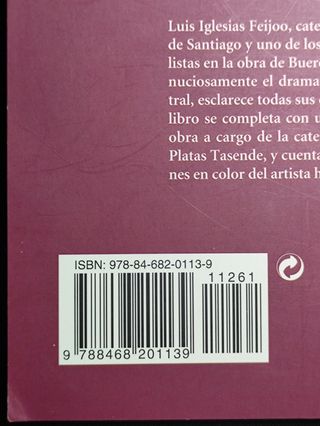 Luis Iglesias Feijoo, cate
de Santiago y uno de los
listas en la obra de Buero
nuciosamente el drama
tral, esclarece todas sus
libro se completa con u
obra a cargo de la cate
Platas Tasende, y cuenta
nes en color del artista h
ISBN: 978-84-682-0113-9
11261
9 788468 201139